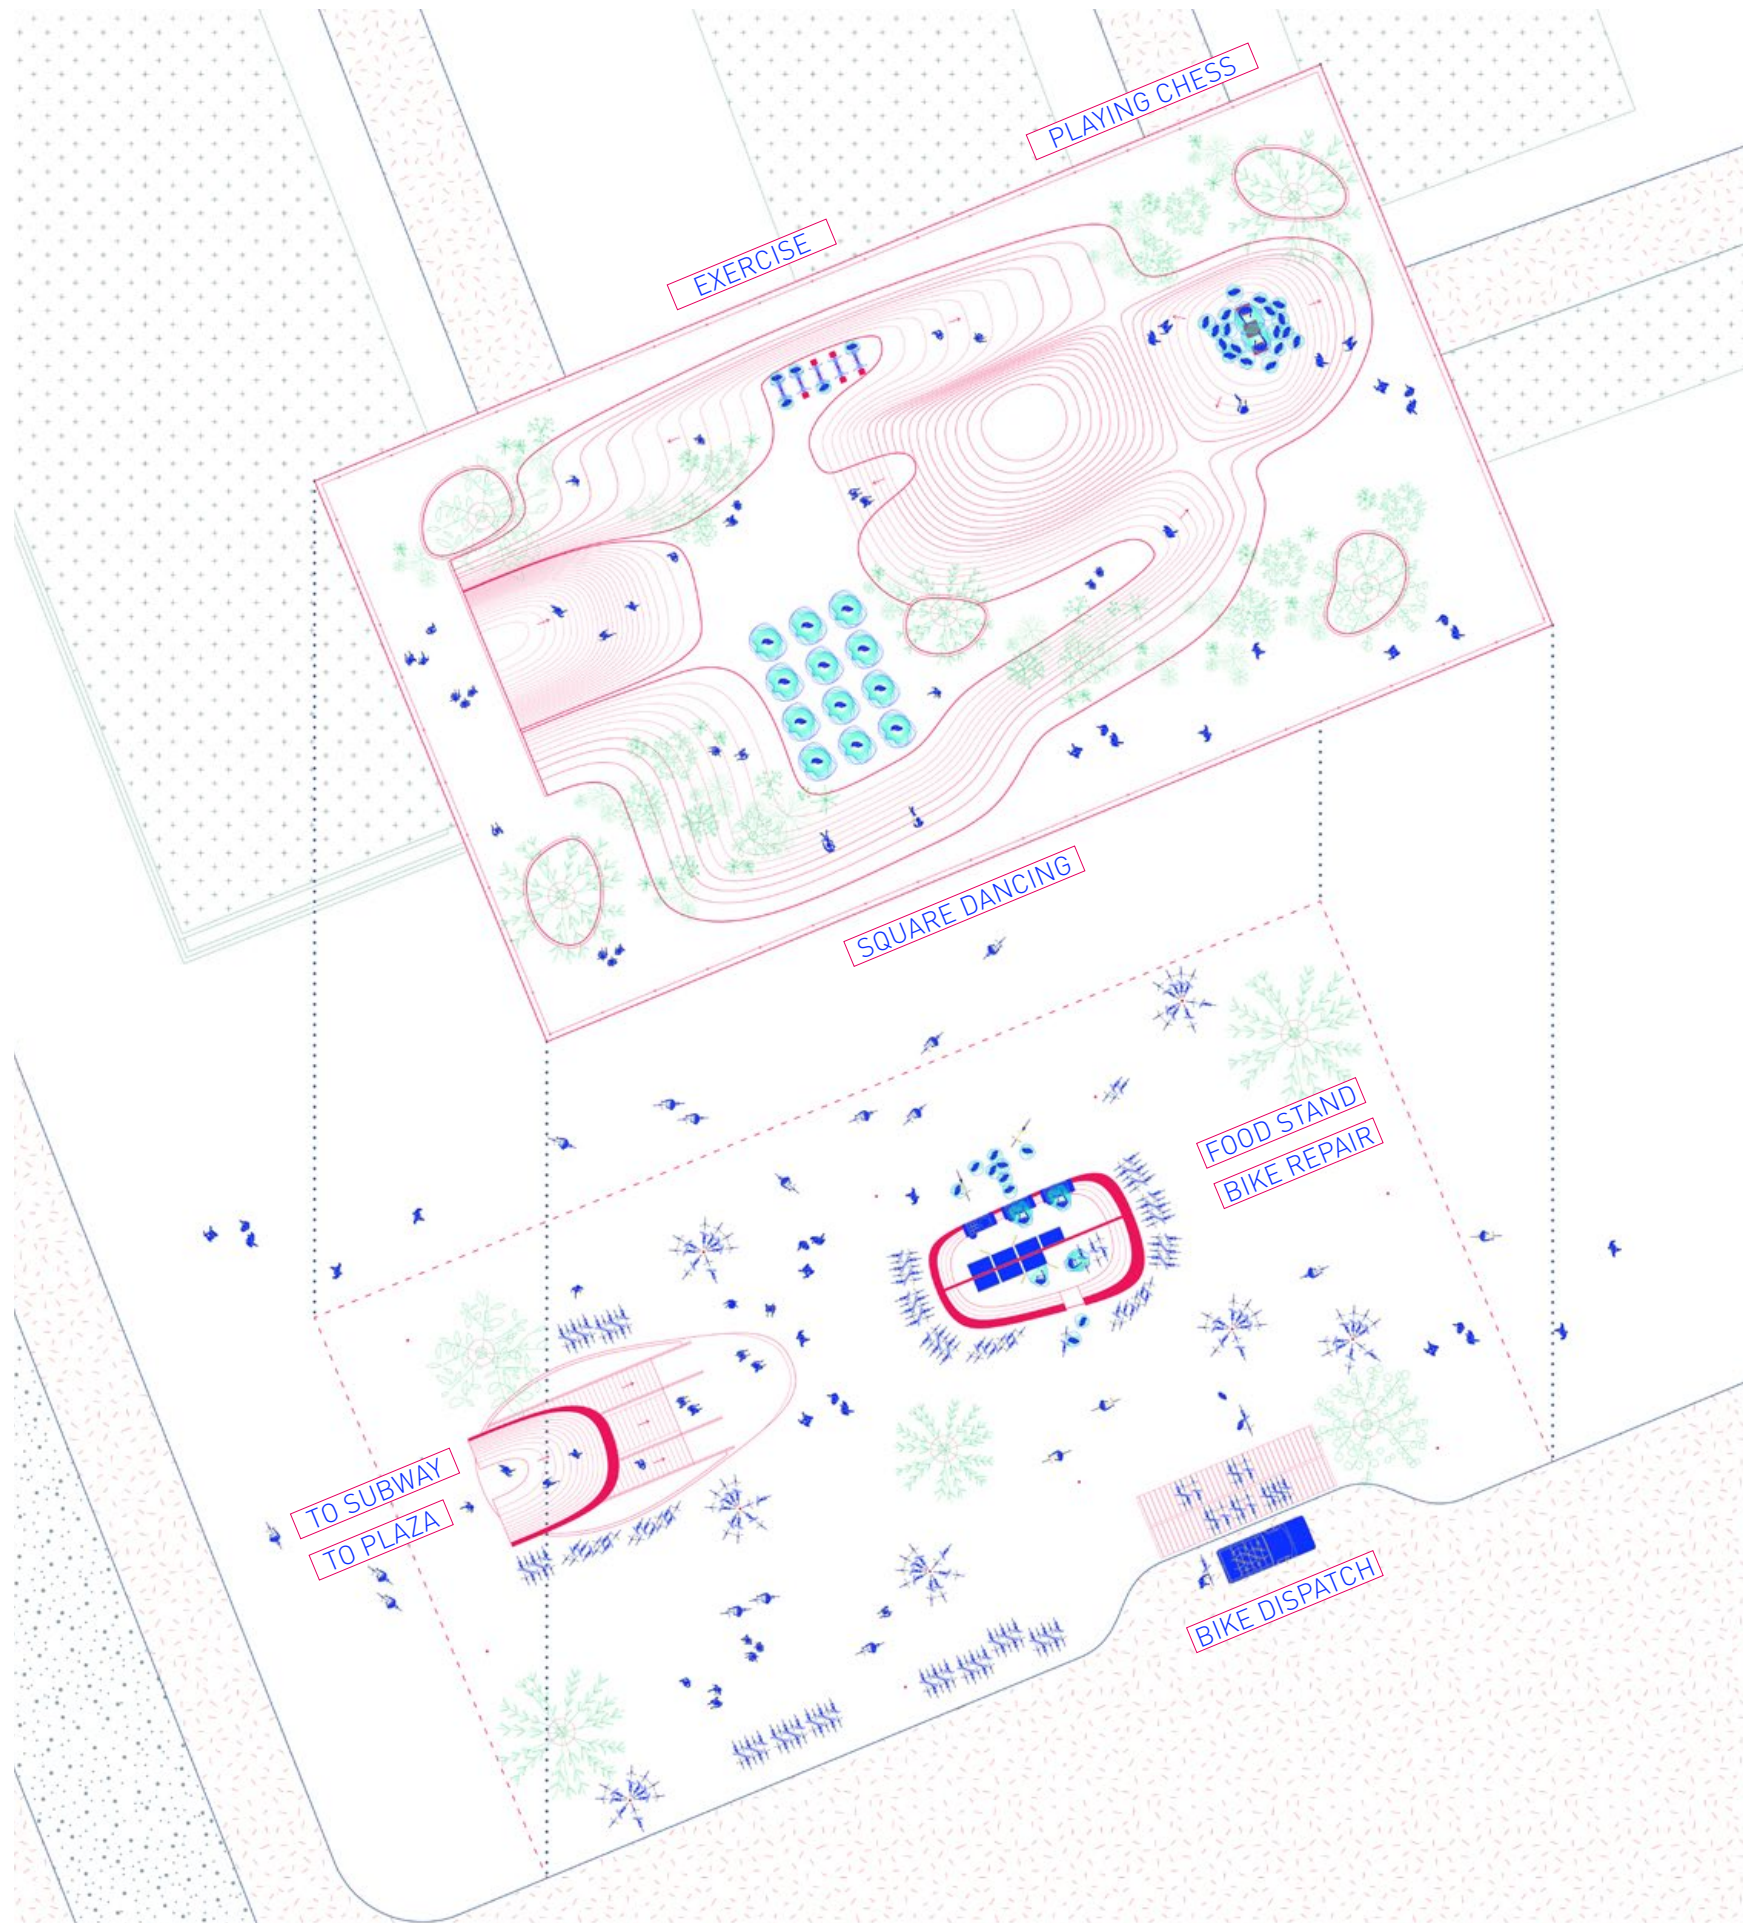 PLAYING CHESS
EXERCISE
SQUARE DANCING
FOOD STAND
BIKE REPAIR
TO SUBWAY
TO PLAZA
BIKE DISPATCH